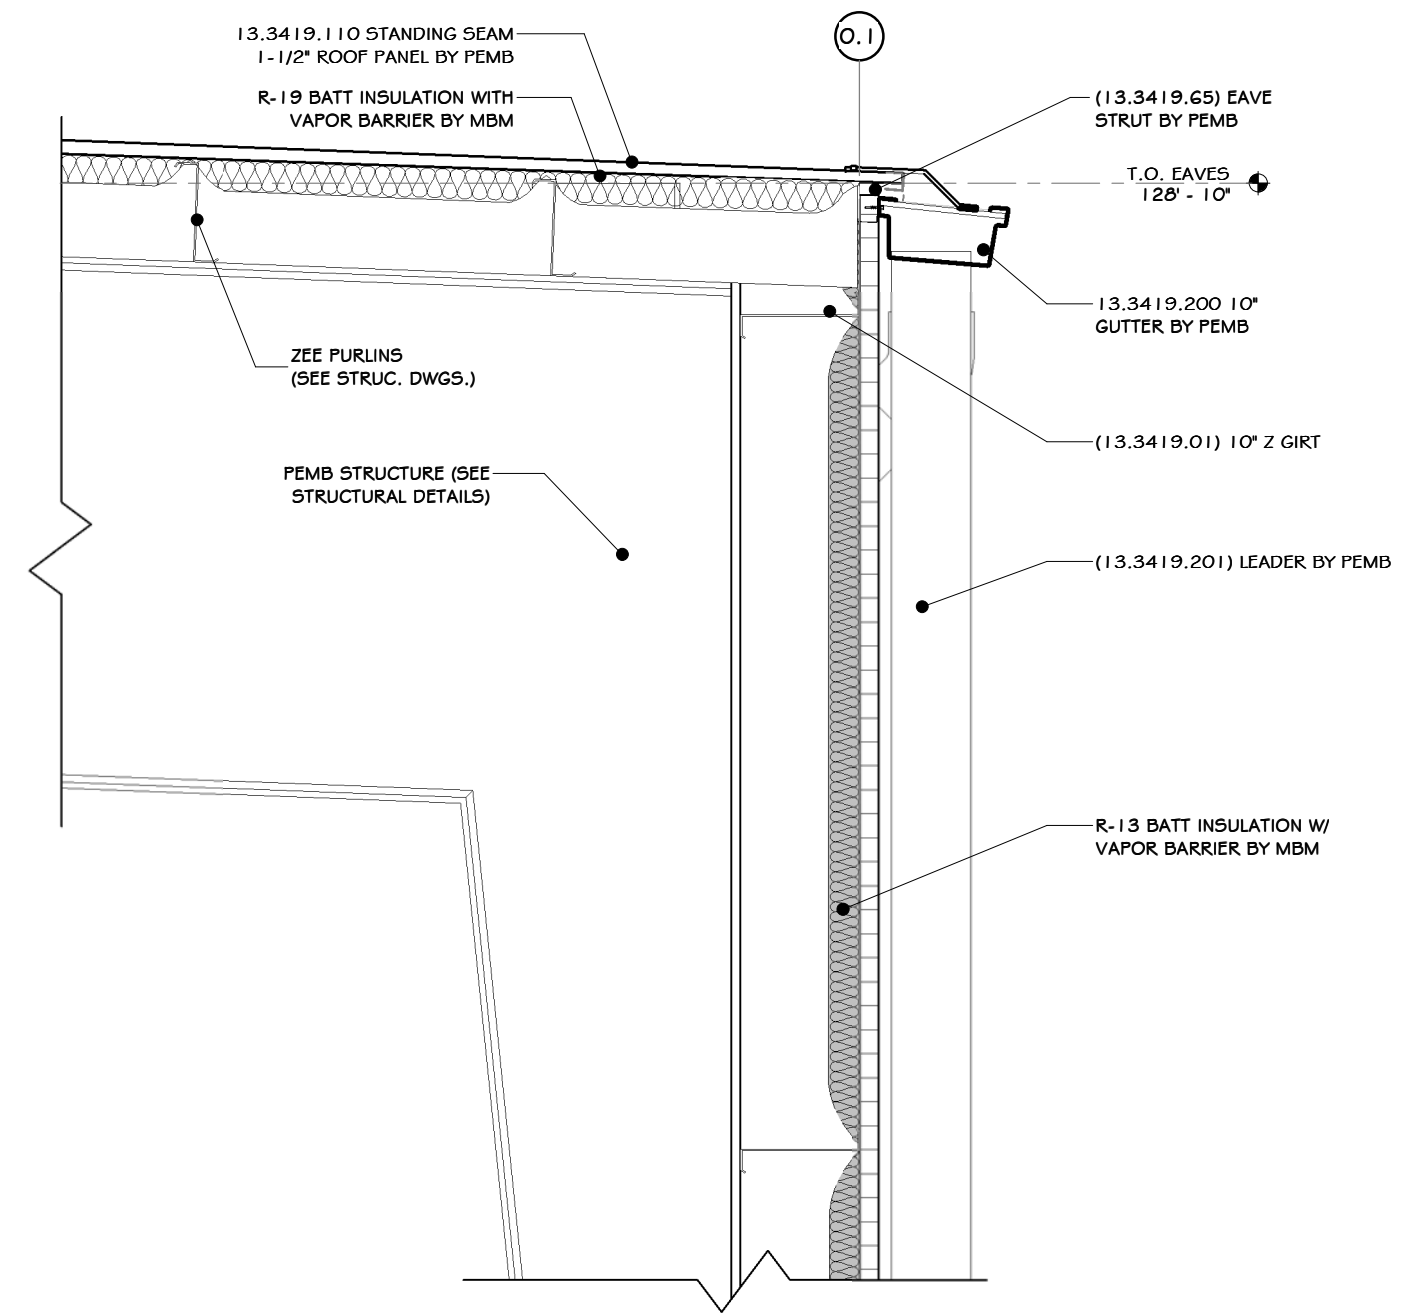 13.3419.110 STANDING SEAM
1-1/2" ROOF PANEL BY PEMB
R-19 BATT INSULATION WITH
VAPOR BARRIER BY MBM
0.1
(13.3419.65) EAVE
STRUT BY PEMB
T.O. EAVES
128' - 10"
13.3419.200 10"
GUTTER BY PEMB
ZEE PURLINS
(SEE STRUC. DWGS.)
(13.3419.01) 10" Z GIRT
PEMB STRUCTURE (SEE
STRUCTURAL DETAILS)
(13.3419.201) LEADER BY PEMB
R-13 BATT INSULATION W/
VAPOR BARRIER BY MBM